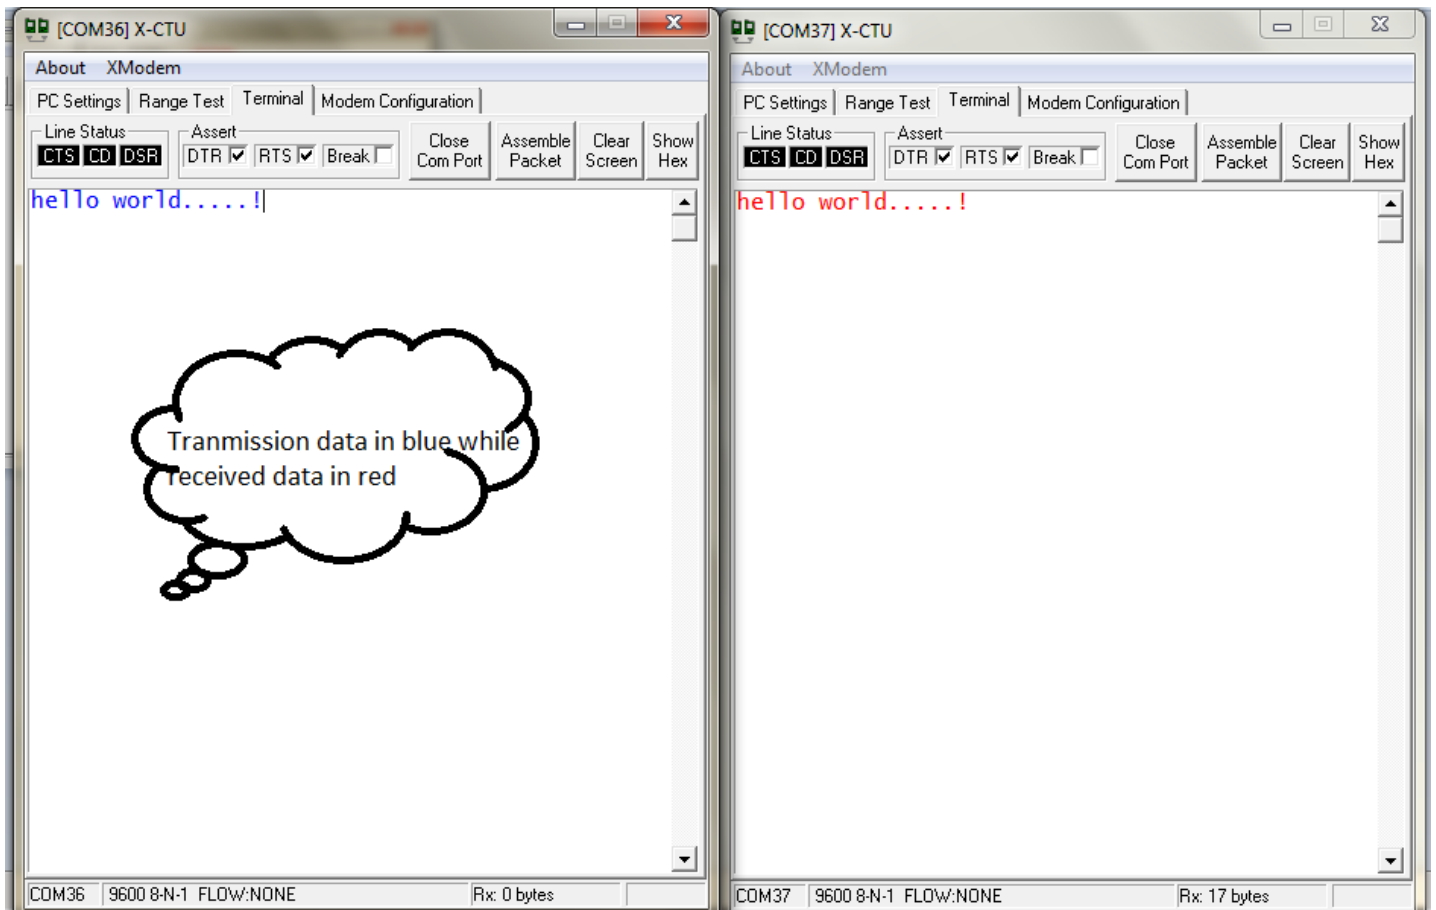 [COM36] X-CTU
About XModem
PC Settings Range Test Terminal Modem Configuration
Line Status Assert
CTS CD DSR DTR RTS Break
Close Com Port
Assemble Packet
Clear Screen
Show Hex
hello world.....!
Tranmission data in blue while
received data in red
COM36 9600 8-N-1 FLOW:NONE Rx: 0 bytes
[COM37] X-CTU
About XModem
PC Settings Range Test Terminal Modem Configuration
Line Status Assert
CTS CD DSR DTR RTS Break
Close Com Port
Assemble Packet
Clear Screen
Show Hex
hello world.....!
COM37 9600 8-N-1 FLOW:NONE Rx: 17 bytes